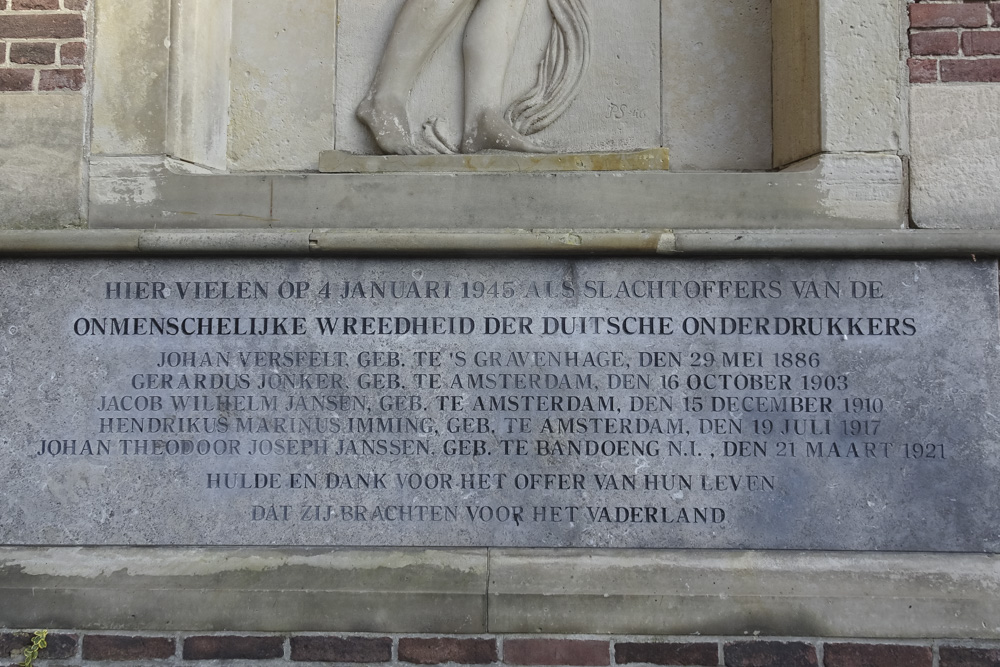 PS '46
HIER VIELEN OP 4 JANUARI 1945 ALS SLACHTOFFERS VAN DE
ONMENSCHELIJKE WREEDHEID DER DUITSCHE ONDERDRUKKERS
JOHAN VERSFELT, GEB. TE 'S GRAVENHAGE, DEN 29 MEI 1886
GERARDUS JONKER, GEB. TE AMSTERDAM, DEN 16 OCTOBER 1903
JACOB WILHELM JANSEN, GEB. TE AMSTERDAM, DEN 15 DECEMBER 1910
HENDRIKUS MARINUS IMMING, GEB. TE AMSTERDAM, DEN 19 JULI 1917
JOHAN THEODOOR JOSEPH JANSSEN, GEB. TE BANDOENG N.I., DEN 21 MAART 1921
HULDE EN DANK VOOR HET OFFER VAN HUN LEVEN
DAT ZIJ BRACHTEN VOOR HET VADERLAND